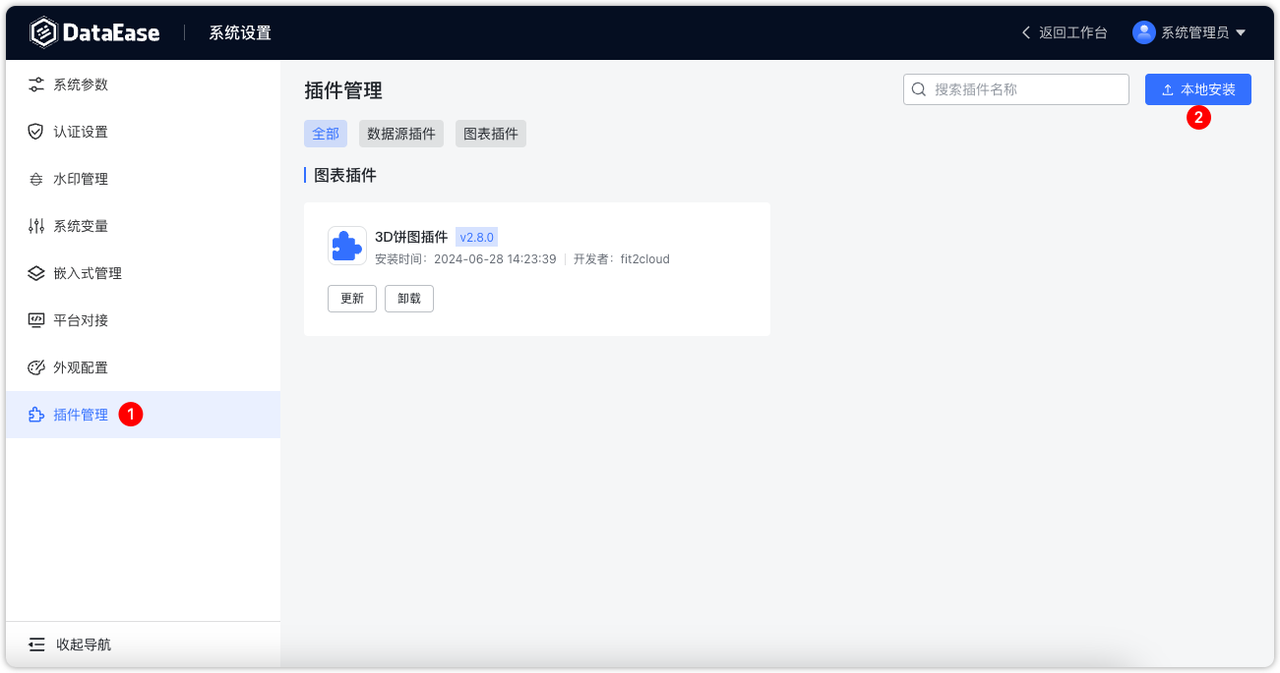 DataEase 系统设置 返回工作台 系统管理员
系统参数
认证设置
水印管理
系统变量
嵌入式管理
平台对接
外观配置
插件管理 1
收起导航
插件管理 搜索插件名称 本地安装
2
全部 数据源插件 图表插件
图表插件
3D饼图插件 v2.8.0
安装时间：2024-06-28 14:23:39 开发者：fit2cloud
更新 卸载